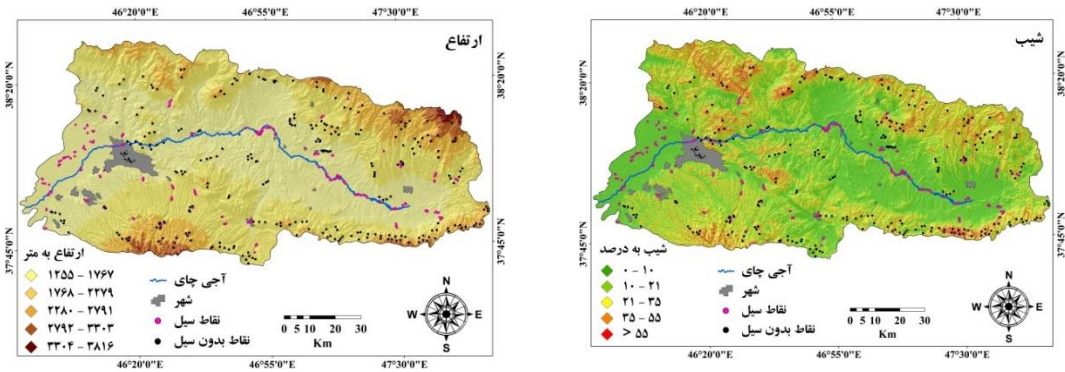 46°20'0"E 46°55'0"E 47°30'0"E
ارتفاع
38°20'0"N
37°45'0"N
38°20'0"N
37°45'0"N
ارتفاع به متر
۱۲۵۵ - ۱۷۶۷
۱۷۶۸ - ۲۲۷۹
۲۲۸۰ - ۲۷۹۱
۲۷۹۲ - ۳۳۰۳
۳۳۰۴ - ۳۸۱۶
آجی چای
شهر
نقاط سیل
نقاط بدون سیل
0 5 10 20 30
Km
N
W E
S
46°20'0"E 46°55'0"E 47°30'0"E
46°20'0"E 46°55'0"E 47°30'0"E
شیب
38°20'0"N
37°45'0"N
38°20'0"N
37°45'0"N
شیب به درصد
۰ - ۱۰
۱۰ - ۲۱
۲۱ - ۳۵
۳۵ - ۵۵
> ۵۵
آجی چای
شهر
نقاط سیل
نقاط بدون سیل
0 5 10 20 30
Km
N
W E
S
46°20'0"E 46°55'0"E 47°30'0"E